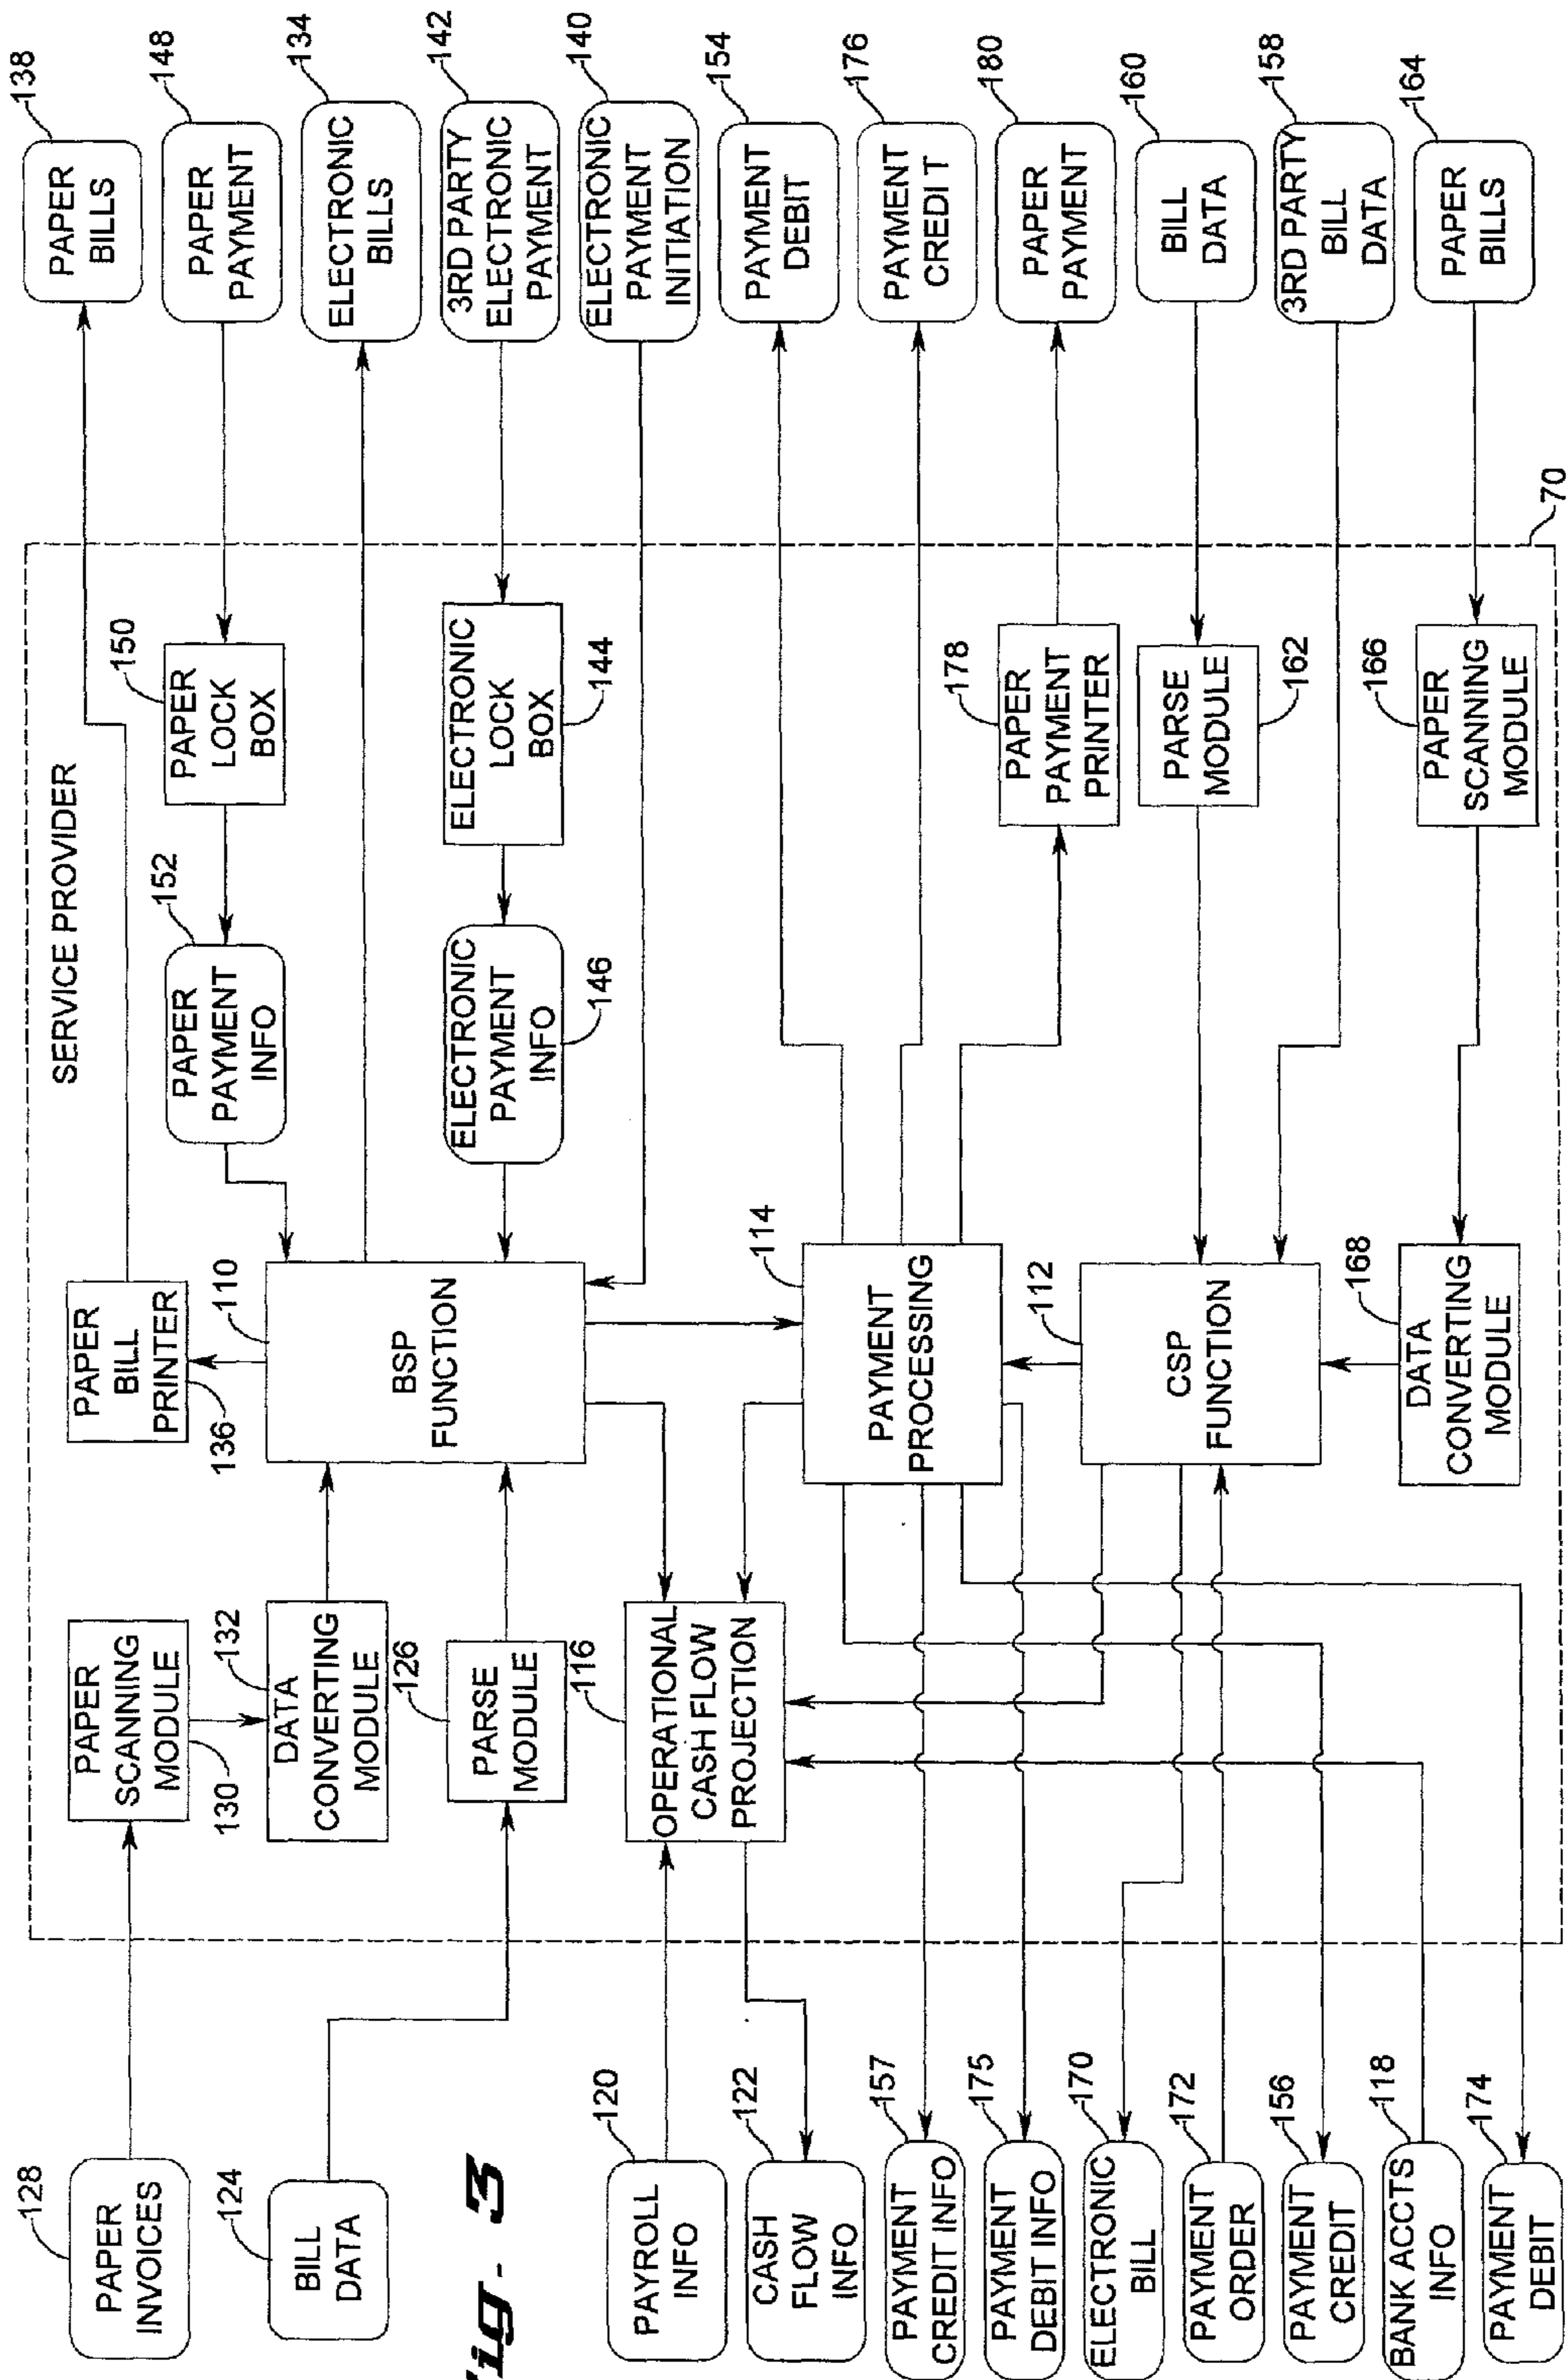 138
PAPER
BILLS
148
PAPER
PAYMENT
134
ELECTRONIC
BILLS
142
3RD PARTY
ELECTRONIC
PAYMENT
140
ELECTRONIC
PAYMENT
INITIATION
154
PAYMENT
DEBIT
176
PAYMENT
CREDIT
180
PAPER
PAYMENT
160
BILL
DATA
158
3RD PARTY
BILL
DATA
164
PAPER
BILLS
70
SERVICE PROVIDER
150
PAPER
LOCK
BOX
152
PAPER
PAYMENT
INFO
ELECTRONIC
LOCK
BOX
144
ELECTRONIC
PAYMENT
INFO
146
178
PAPER
PAYMENT
PRINTER
PARSE
MODULE
162
166
PAPER
SCANNING
MODULE
PAPER
BILL
PRINTER
136
110
BSP
FUNCTION
114
PAYMENT
PROCESSING
112
CSP
FUNCTION
168
DATA
CONVERTING
MODULE
PAPER
SCANNING
MODULE
130
132
DATA
CONVERTING
MODULE
126
PARSE
MODULE
116
OPERATIONAL
CASH FLOW
PROJECTION
128
PAPER
INVOICES
124
BILL
DATA
120
PAYROLL
INFO
122
CASH
FLOW
INFO
157
PAYMENT
CREDIT INFO
175
PAYMENT
DEBIT INFO
170
ELECTRONIC
BILL
172
PAYMENT
ORDER
156
PAYMENT
CREDIT
118
BANK ACCTS
INFO
174
PAYMENT
DEBIT
Fig. 3